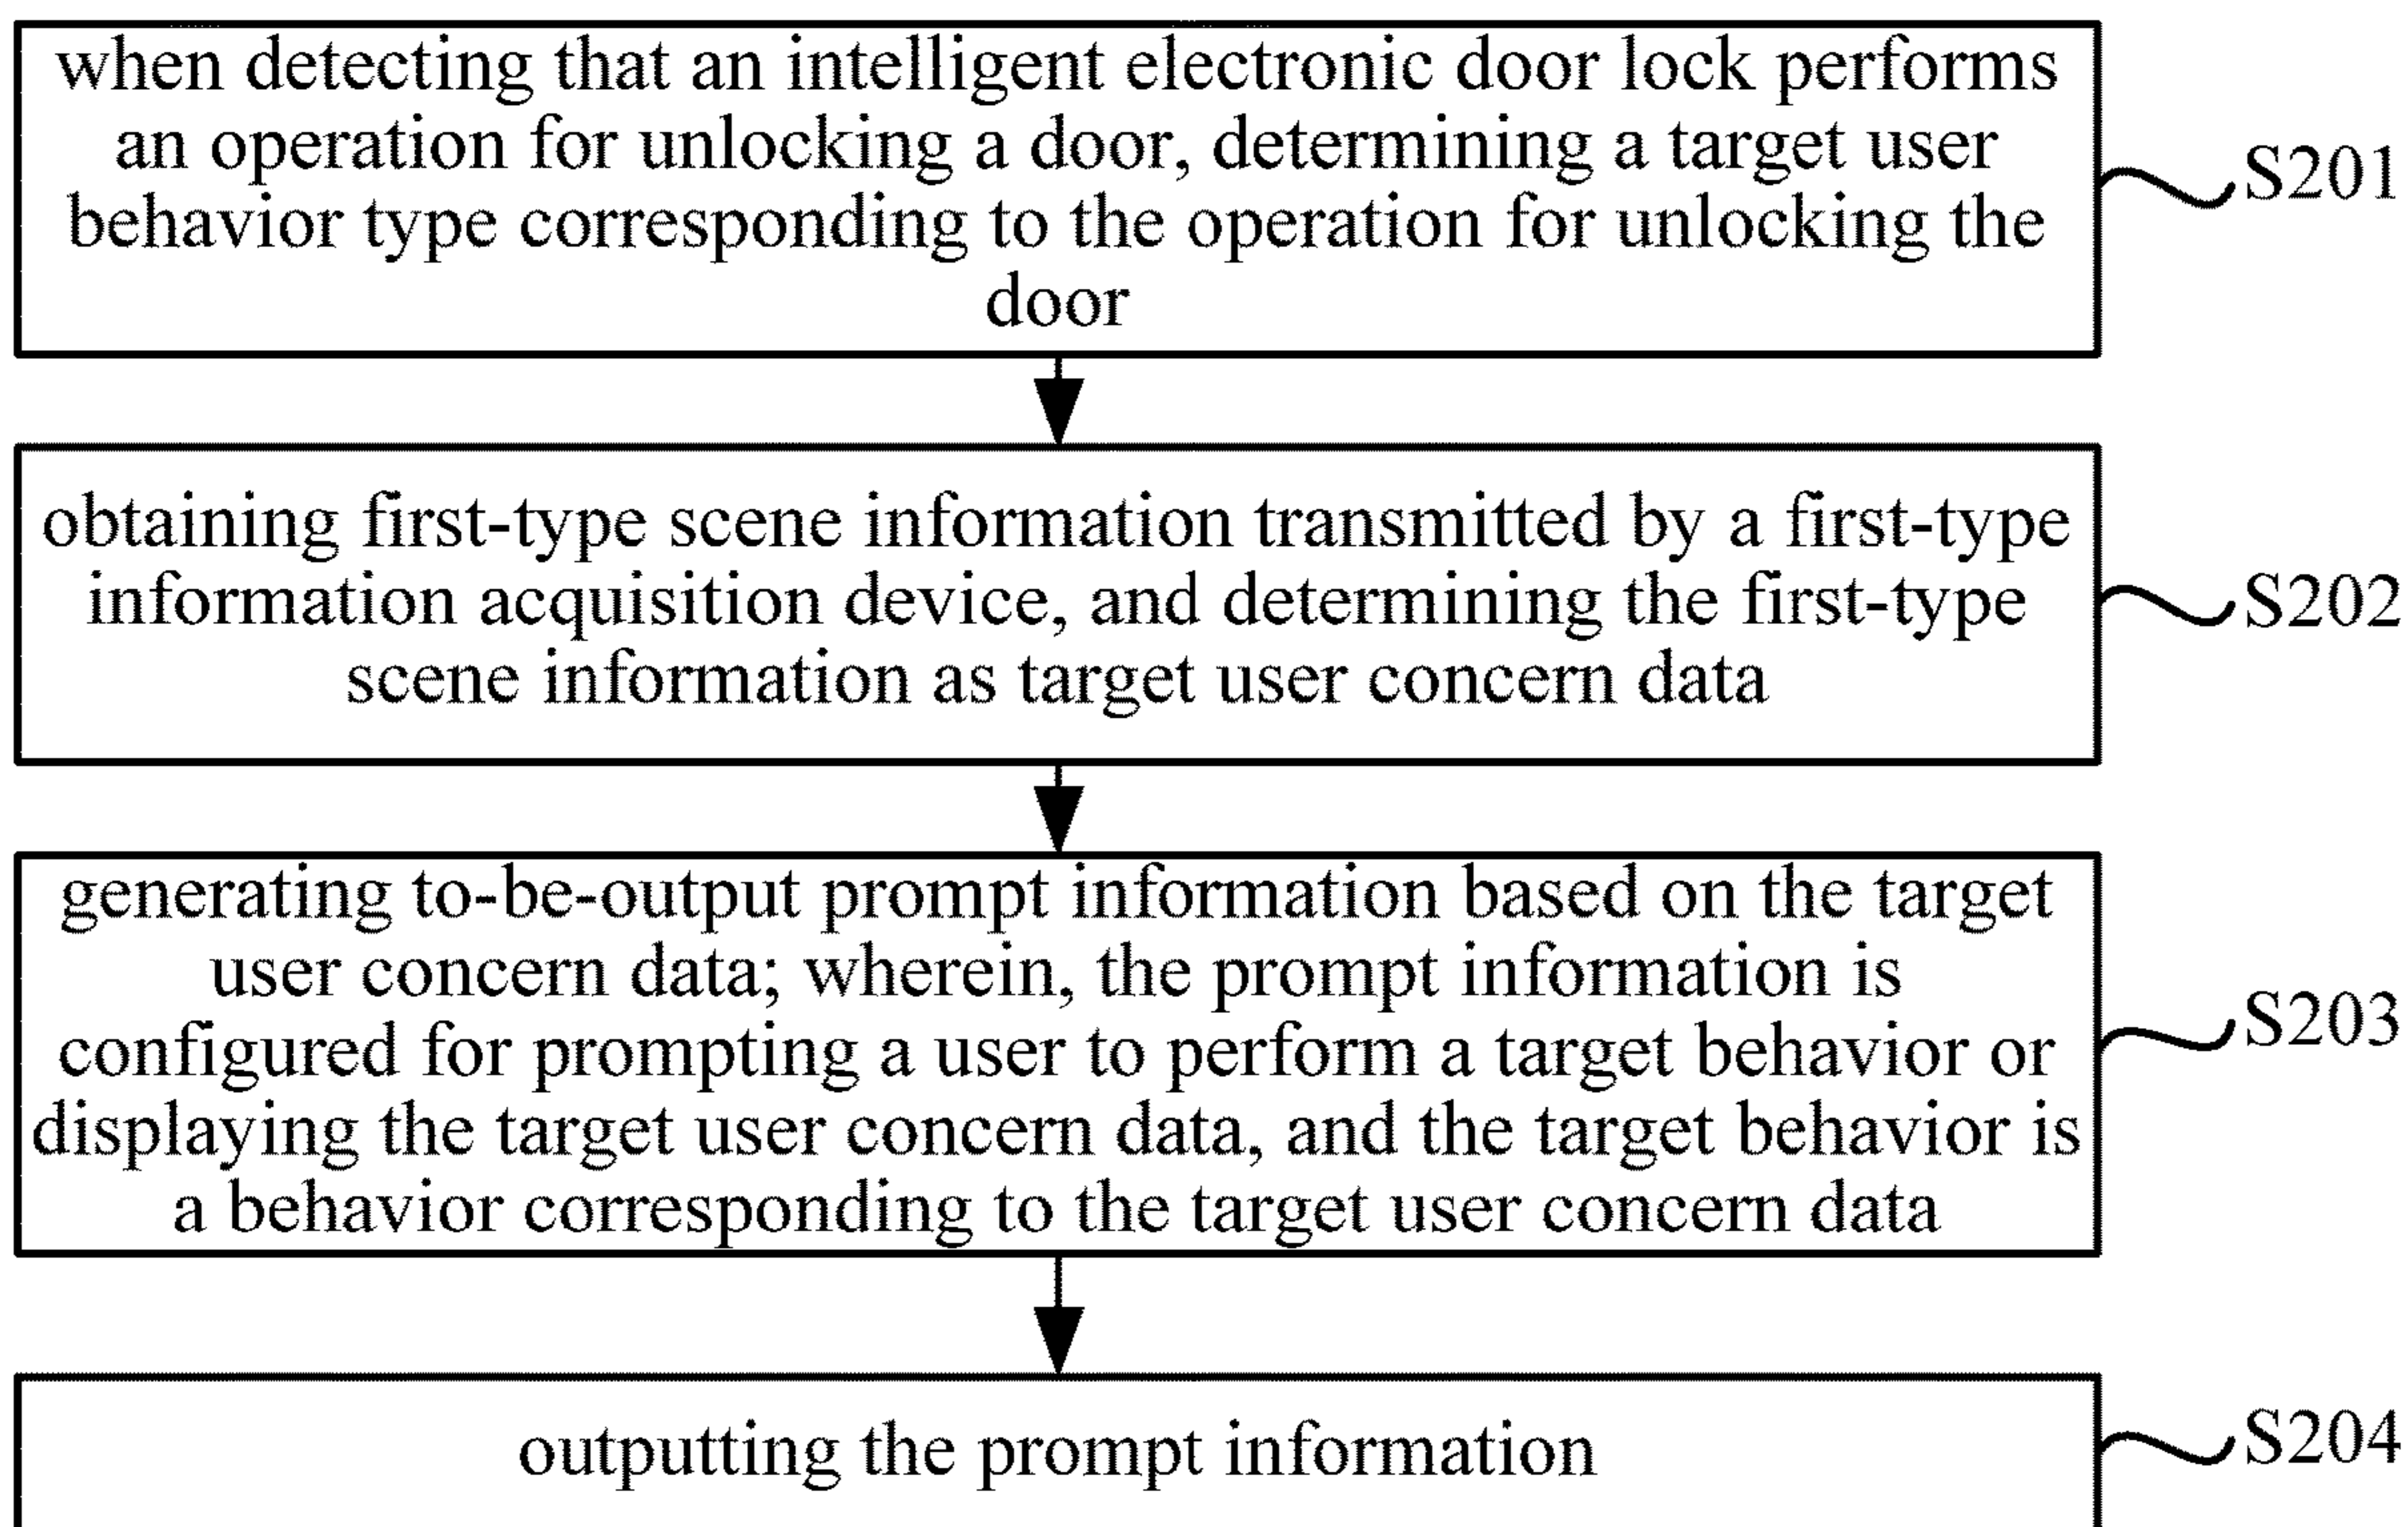 when detecting that an intelligent electronic door lock performs
an operation for unlocking a door, determining a target user
behavior type corresponding to the operation for unlocking the
door
S201
obtaining first-type scene information transmitted by a first-type
information acquisition device, and determining the first-type
scene information as target user concern data
S202
generating to-be-output prompt information based on the target
user concern data; wherein, the prompt information is
configured for prompting a user to perform a target behavior or
displaying the target user concern data, and the target behavior is
a behavior corresponding to the target user concern data
S203
outputting the prompt information
S204